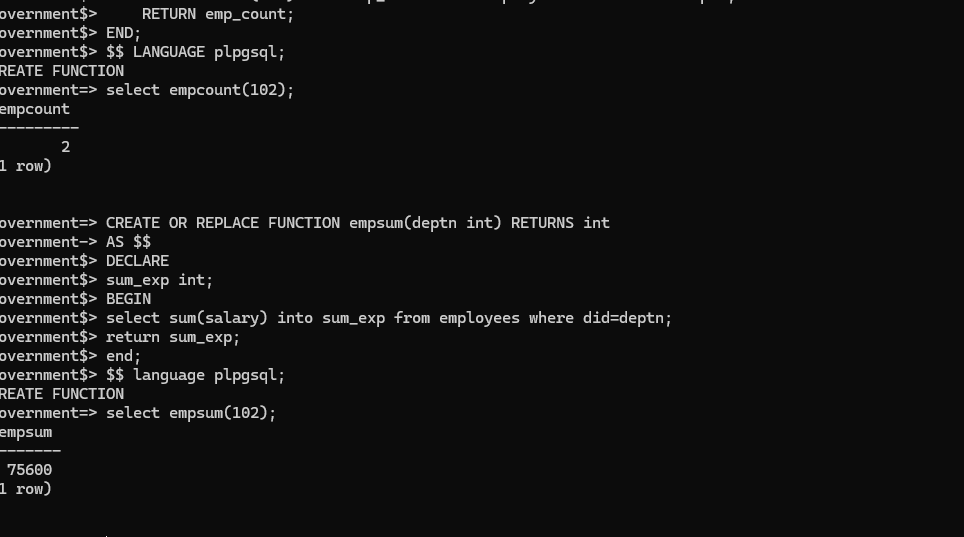 overnment$>     RETURN emp_count;
overnment$> END;
overnment$> $$ LANGUAGE plpgsql;
REATE FUNCTION
overnment=> select empcount(102);
empcount
---------
2
1 row)
overnment=> CREATE OR REPLACE FUNCTION empsum(deptn int) RETURNS int
overnment-> AS $$
overnment$> DECLARE
overnment$> sum_exp int;
overnment$> BEGIN
overnment$> select sum(salary) into sum_exp from employees where did=deptn;
overnment$> return sum_exp;
overnment$> end;
overnment$> $$ language plpgsql;
REATE FUNCTION
overnment=> select empsum(102);
empsum
-------
75600
1 row)